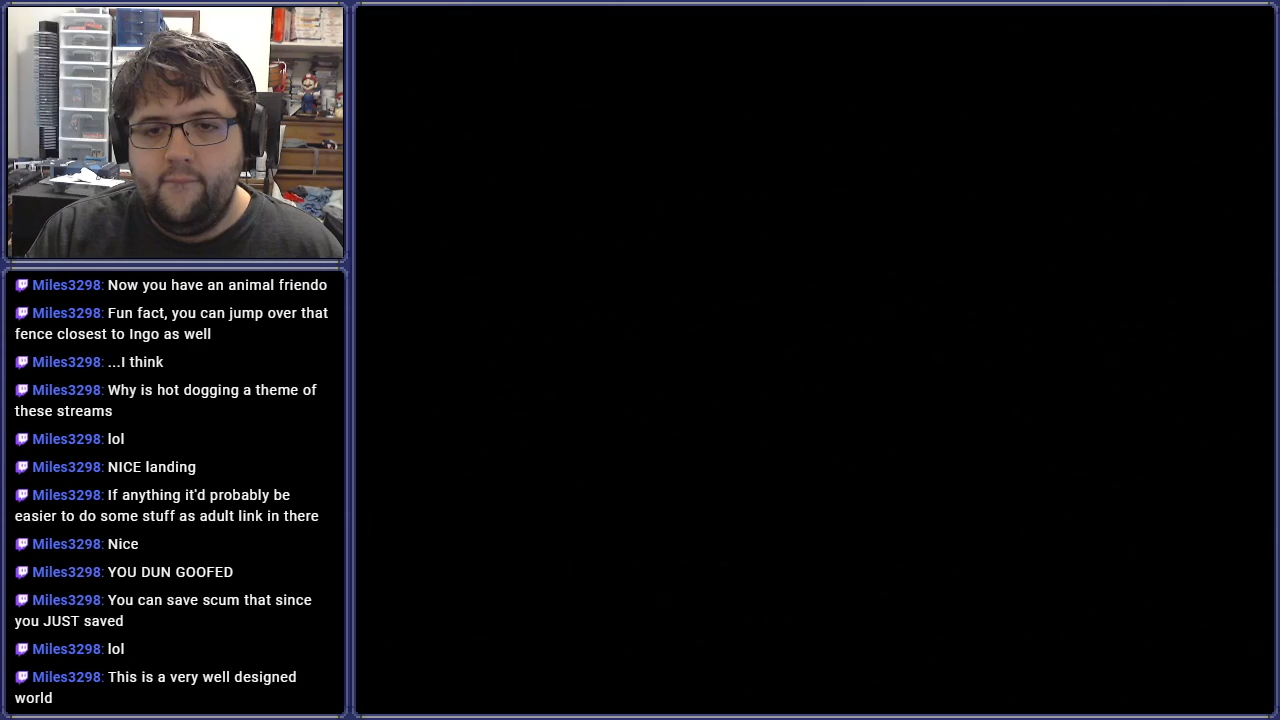 Miles3298: Now you have an animal friendo
Miles3298: Fun fact, you can jump over that
fence closest to Ingo as well
Miles3298: ...I think
Miles3298: Why is hot dogging a theme of
these streams
Miles3298: lol
Miles3298: NICE landing
Miles3298: If anything it'd probably be
easier to do some stuff as adult link in there
Miles3298: Nice
Miles3298: YOU DUN GOOFED
Miles3298: You can save scum that since
you JUST saved
Miles3298: lol
Miles3298: This is a very well designed
world